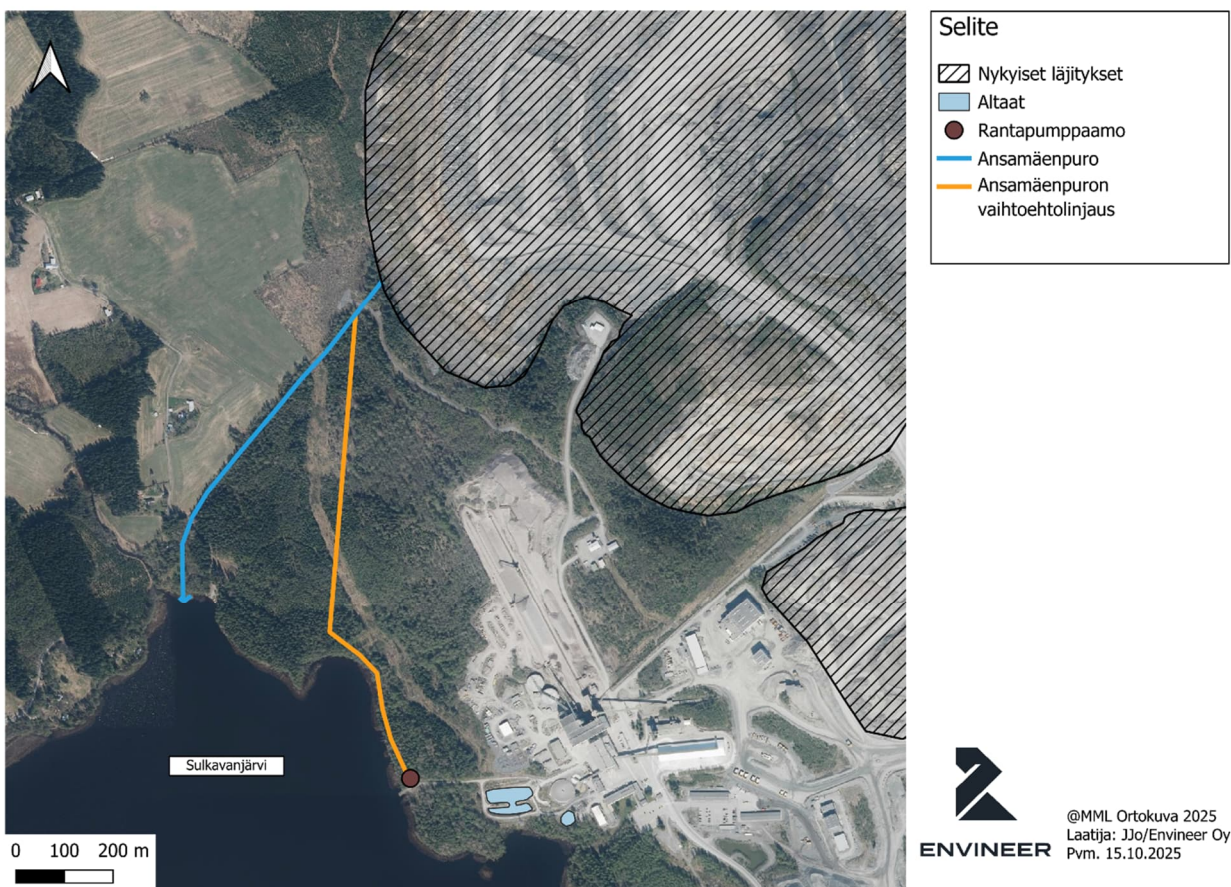 Selite
Nykyiset läjitykset
Altaat
Rantapumppaamo
Ansamäenpuro
Ansamäenpuron
vaihtoehtolinjaus
Sulkavanjärvi
0 100 200 m
ENVINEER
@MML Ortokuva 2025
Laatija: JJo/Envineer Oy
Pvm. 15.10.2025